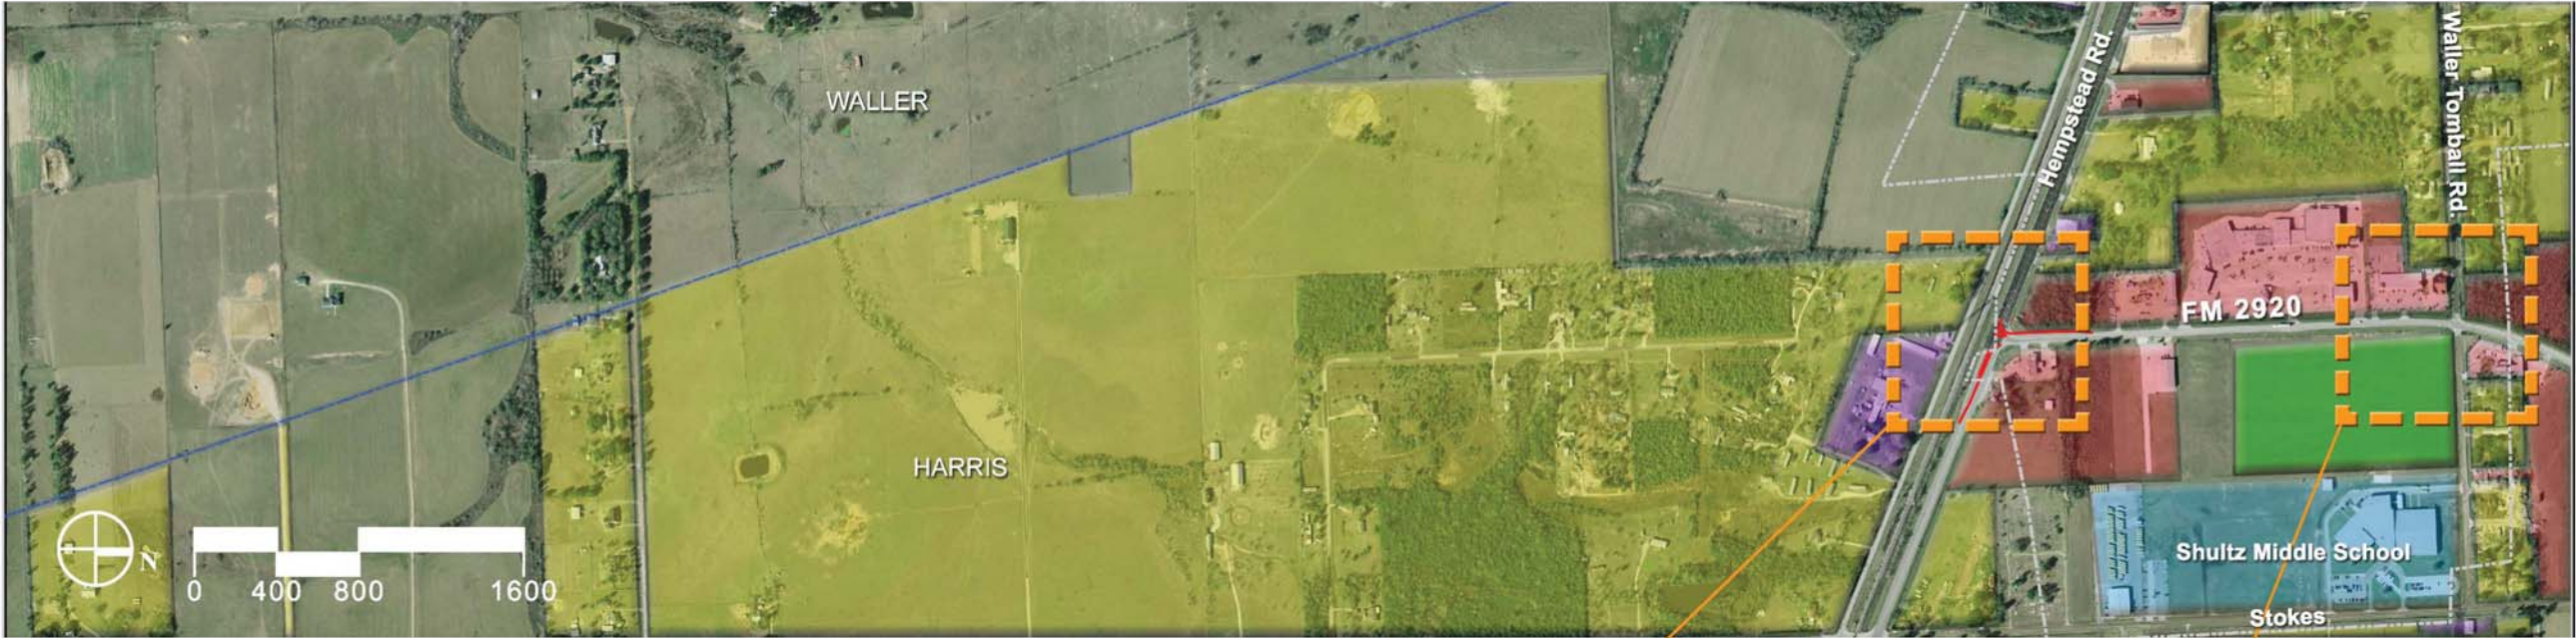 WALLER
Hempstead Rd.
Waller Tomball Rd.
FM 2920
HARRIS
N
0 400 800 1600
Shultz Middle School
Stokes